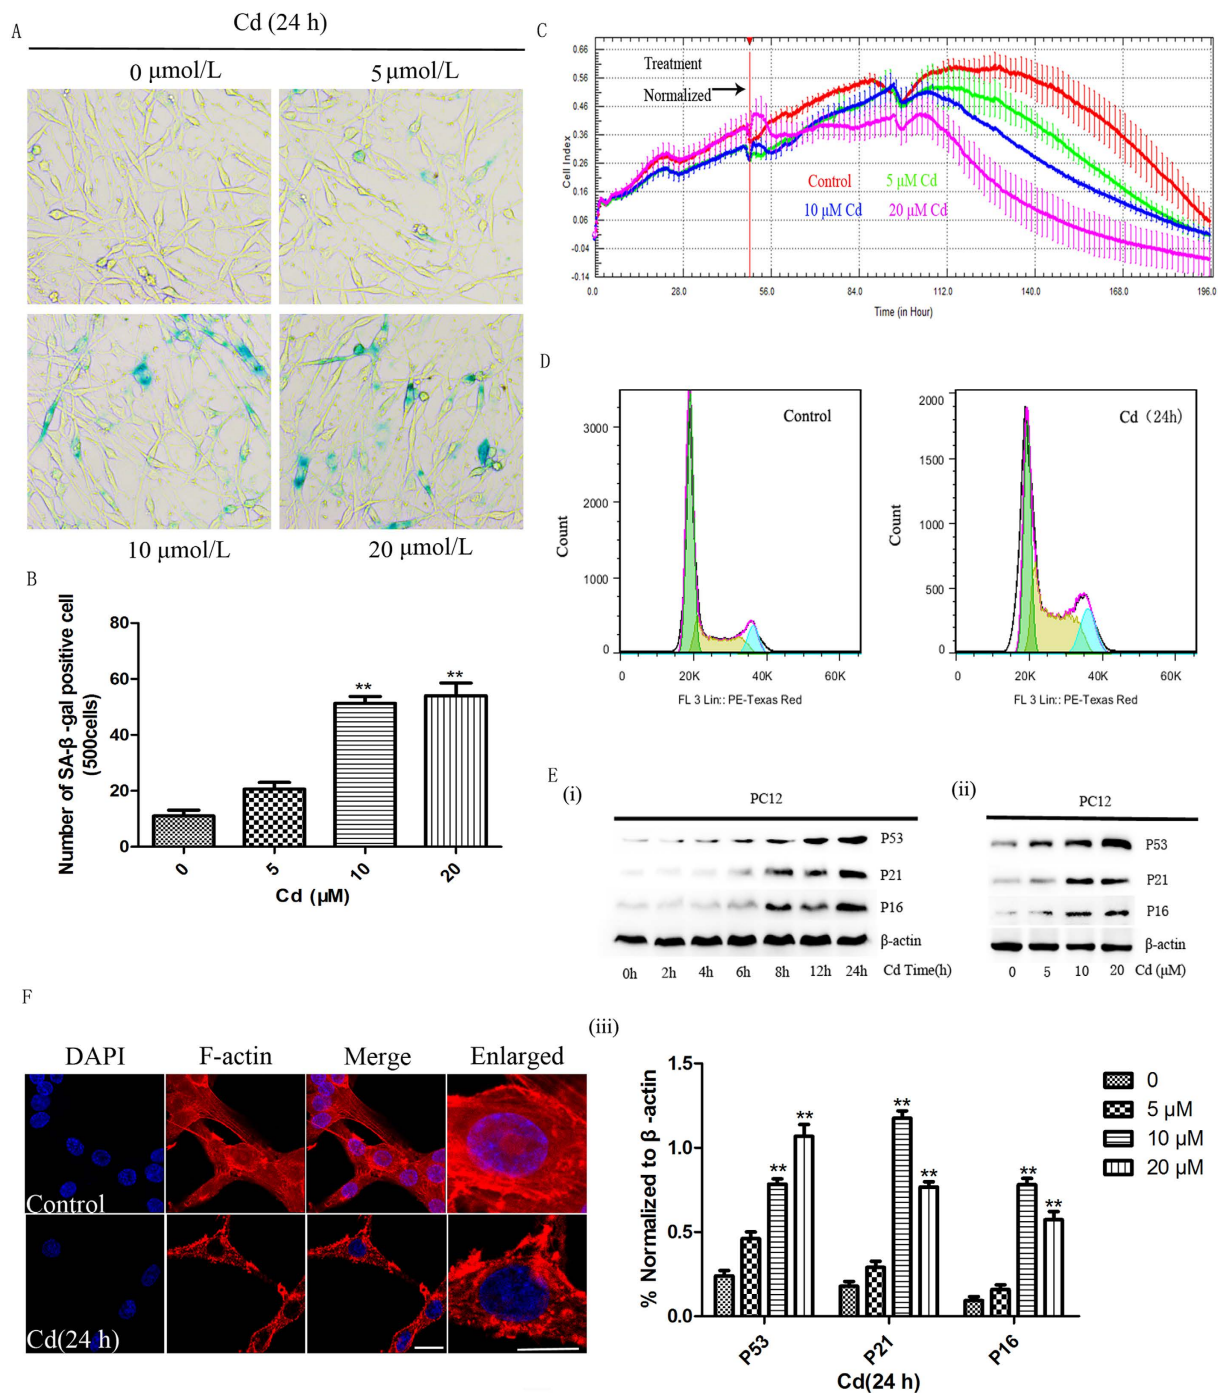 A
Cd (24 h)
0 μmol/L
5 μmol/L
10 μmol/L
20 μmol/L
B
80
60
40
20
0
Number of SA-β -gal positive cell
(500cells)
**
**
0
5
10
20
Cd (μM)
C
0.66
0.56
0.46
0.36
0.26
0.16
0.06
-0.04
-0.14
Cell Index
Treatment
Normalized
Control
5 μM Cd
10 μM Cd
20 μM Cd
0.0
28.0
56.0
84.0
112.0
140.0
168.0
196.0
Time (in Hour)
D
3000
2000
1000
0
Count
Control
0
20K
40K
60K
FL 3 Lin:: PE-Texas Red
2000
1500
1000
500
0
Count
Cd (24h)
0
20K
40K
60K
FL 3 Lin:: PE-Texas Red
E
(i)
PC12
P53
P21
P16
β-actin
0h
2h
4h
6h
8h
12h
24h
Cd Time(h)
(ii)
PC12
P53
P21
P16
β-actin
0
5
10
20
Cd (μM)
F
DAPI
F-actin
Merge
Enlarged
Control
Cd(24 h)
(iii)
1.5
1.0
0.5
0.0
% Normalized to β -actin
**
**
**
**
**
**
0
5 μM
10 μM
20 μM
P53
P21
P16
Cd(24 h)